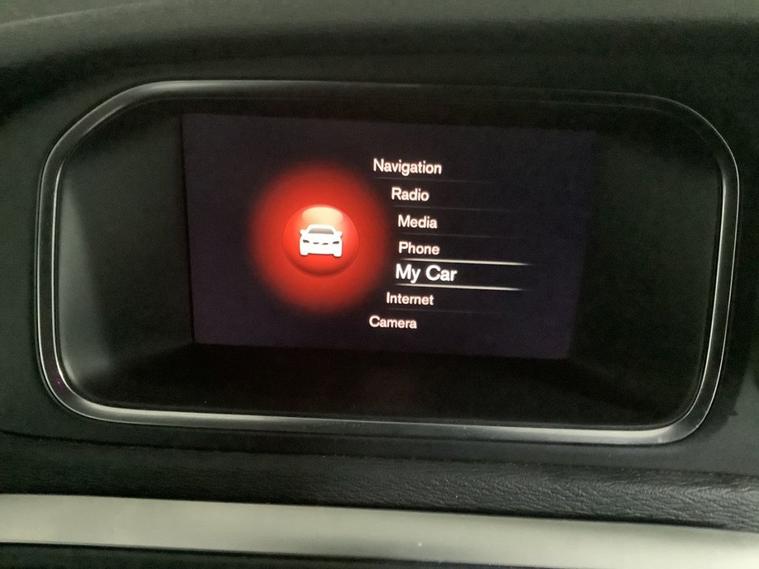 Navigation
Radio
Media
Phone
My Car
Internet
Camera